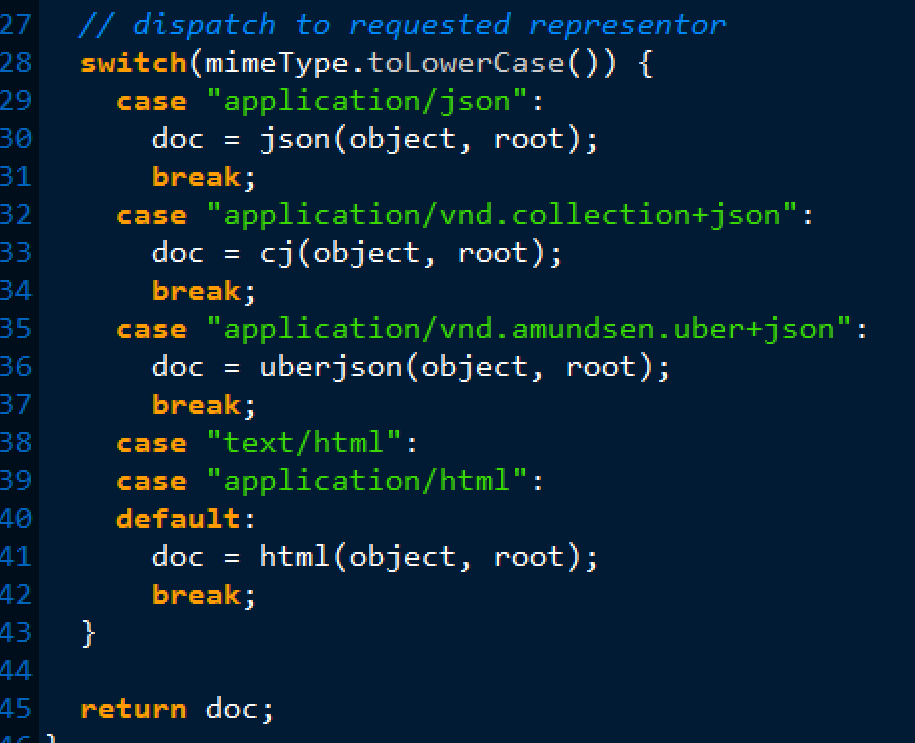 27 // dispatch to requested representor
28 switch(mimeType.toLowerCase()) {
29 case "application/json":
30 doc = json(object, root);
31 break;
32 case "application/vnd.collection+json":
33 doc = cj(object, root);
34 break;
35 case "application/vnd.amundsen.uber+json":
36 doc = uberjson(object, root);
37 break;
38 case "text/html":
39 case "application/html":
40 default:
41 doc = html(object, root);
42 break;
43 }
44
45 return doc;
46 }